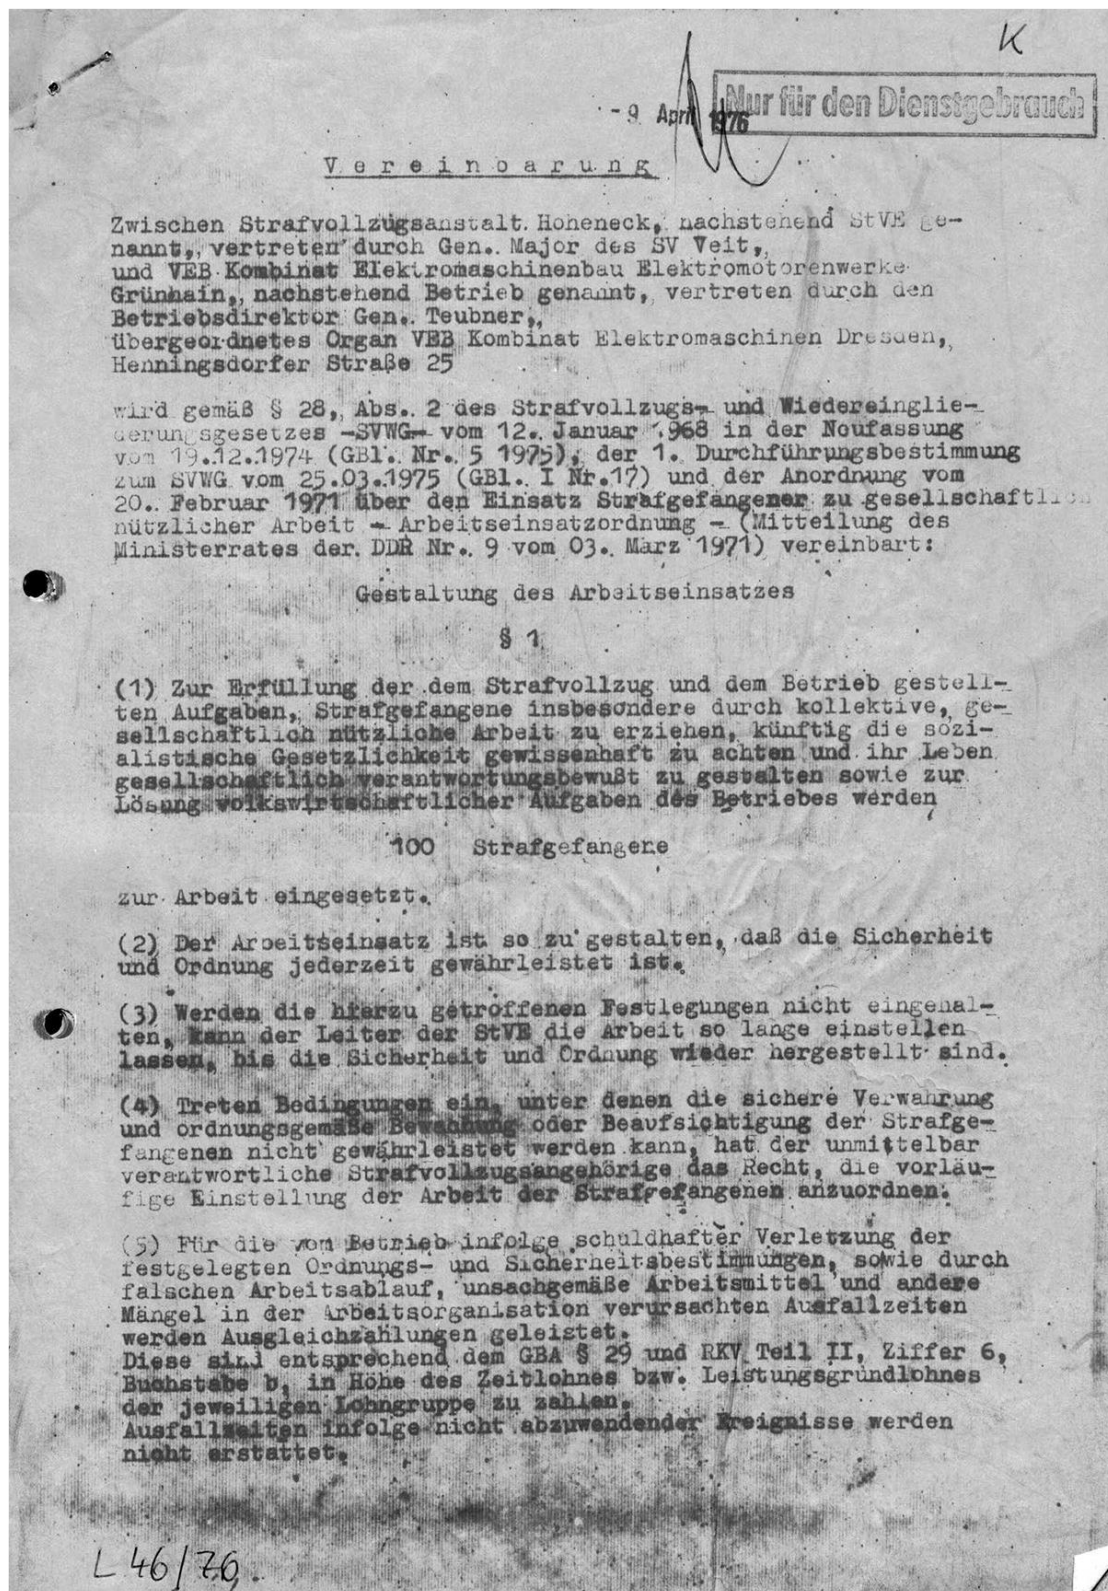 K
- 9. April 1976
Nur für den Dienstgebrauch
Vereinbarung
Zwischen Strafvollzugsanstalt Hoheneck, nachstehend StVE ge-
nannt, vertreten durch Gen. Major des SV Veit,
und VEB Kombinat Elektromaschinenbau Elektromotorenwerke
Grünhain, nachstehend Betrieb genannt, vertreten durch den
Betriebsdirektor Gen. Teubner,
übergeordnetes Organ VEB Kombinat Elektromaschinen Dresden,
Henningsdorfer Straße 25
wird gemäß § 28, Abs. 2 des Strafvollzugs- und Wiedereinglie-
derungsgesetzes -SVWG- vom 12. Januar 1968 in der Neufassung
vom 19.12.1974 (GBl. Nr. 5 1975), der 1. Durchführungsbestimmung
zum SVWG vom 25.03.1975 (GBl. I Nr.17) und der Anordnung vom
20. Februar 1971 über den Einsatz Strafgefangener zu gesellschaftlich
nützlicher Arbeit - Arbeitseinsatzordnung - (Mitteilung des
Ministerrates der DDR Nr. 9 vom 03. März 1971) vereinbart:
Gestaltung des Arbeitseinsatzes
§ 1
(1) Zur Erfüllung der dem Strafvollzug und dem Betrieb gestell-
ten Aufgaben, Strafgefangene insbesondere durch kollektive, ge-
sellschaftlich nützliche Arbeit zu erziehen, künftig die sozi-
alistische Gesetzlichkeit gewissenhaft zu achten und ihr Leben
gesellschaftlich verantwortungsbewußt zu gestalten sowie zur
Lösung volkswirtschaftlicher Aufgaben des Betriebes werden
100 Strafgefangene
zur Arbeit eingesetzt.
(2) Der Arbeitseinsatz ist so zu gestalten, daß die Sicherheit
und Ordnung jederzeit gewährleistet ist.
(3) Werden die hierzu getroffenen Festlegungen nicht eingehal-
ten, kann der Leiter der StVE die Arbeit so lange einstellen
lassen, bis die Sicherheit und Ordnung wieder hergestellt sind.
(4) Treten Bedingungen ein, unter denen die sichere Verwahrung
und ordnungsgemäße Bewachung oder Beaufsichtigung der Strafge-
fangenen nicht gewährleistet werden kann, hat der unmittelbar
verantwortliche Strafvollzugsangehörige das Recht, die vorläu-
fige Einstellung der Arbeit der Strafgefangenen anzuordnen.
(5) Für die vom Betrieb infolge schuldhafter Verletzung der
festgelegten Ordnungs- und Sicherheitsbestimmungen, sowie durch
falschen Arbeitsablauf, unsachgemäße Arbeitsmittel und andere
Mängel in der Arbeitsorganisation verursachten Ausfallzeiten
werden Ausgleichzahlungen geleistet.
Diese sind entsprechend dem GBA § 29 und RKV Teil II, Ziffer 6,
Buchstabe b, in Höhe des Zeitlohnes bzw. Leistungsgrundlohnes
der jeweiligen Lohngruppe zu zahlen.
Ausfallzeiten infolge nicht abzuwendender Ereignisse werden
nicht erstattet.
L 46/76